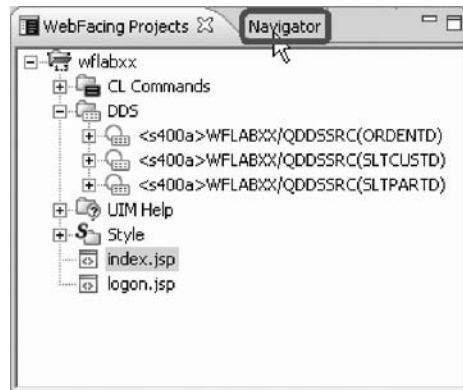 WebFacing Projects Navigator
wflabxx
CL Commands
DDS
<s400a>WFLABXX/QDDSSRC(ORDENTD)
<s400a>WFLABXX/QDDSSRC(SLTCUSTD)
<s400a>WFLABXX/QDDSSRC(SLTPARTD)
UIM Help
Style
index.jsp
logon.jsp